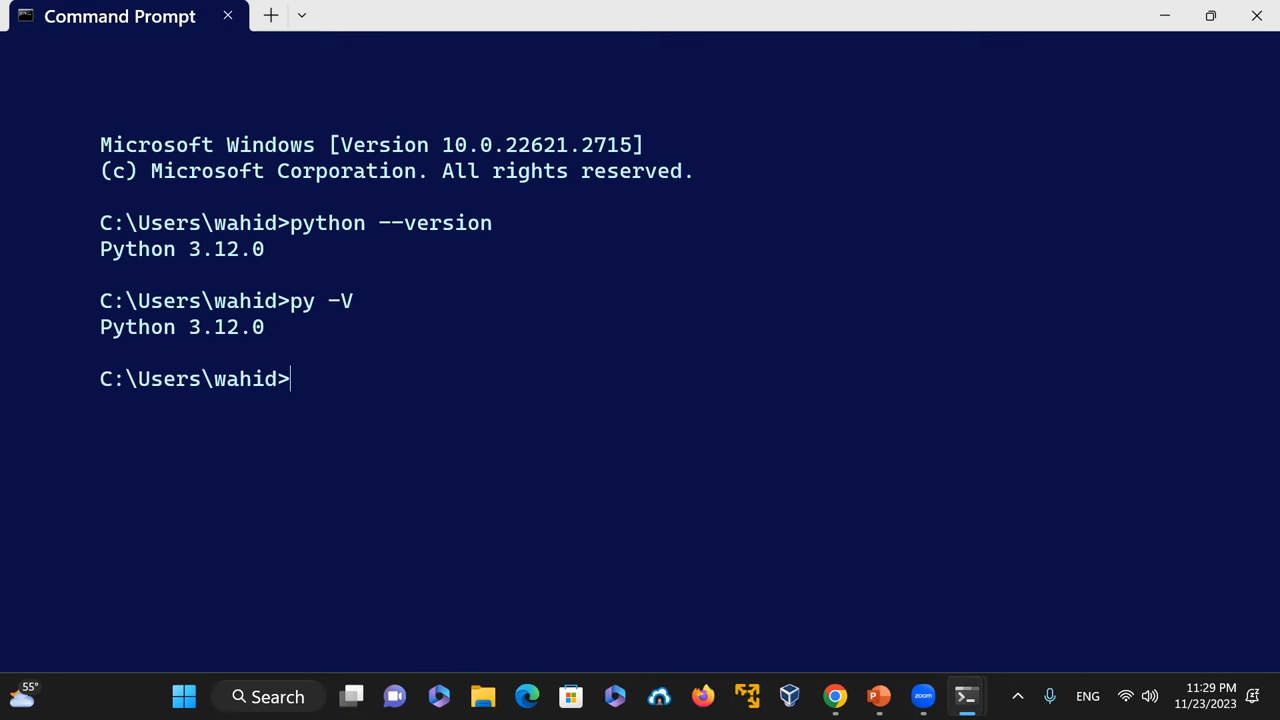 Command Prompt
Microsoft Windows [Version 10.0.22621.2715]
(c) Microsoft Corporation. All rights reserved.
C:\Users\wahid>python --version
Python 3.12.0
C:\Users\wahid>py -V
Python 3.12.0
C:\Users\wahid>
55°
Search
zoom
ENG
11:29 PM
11/23/2023